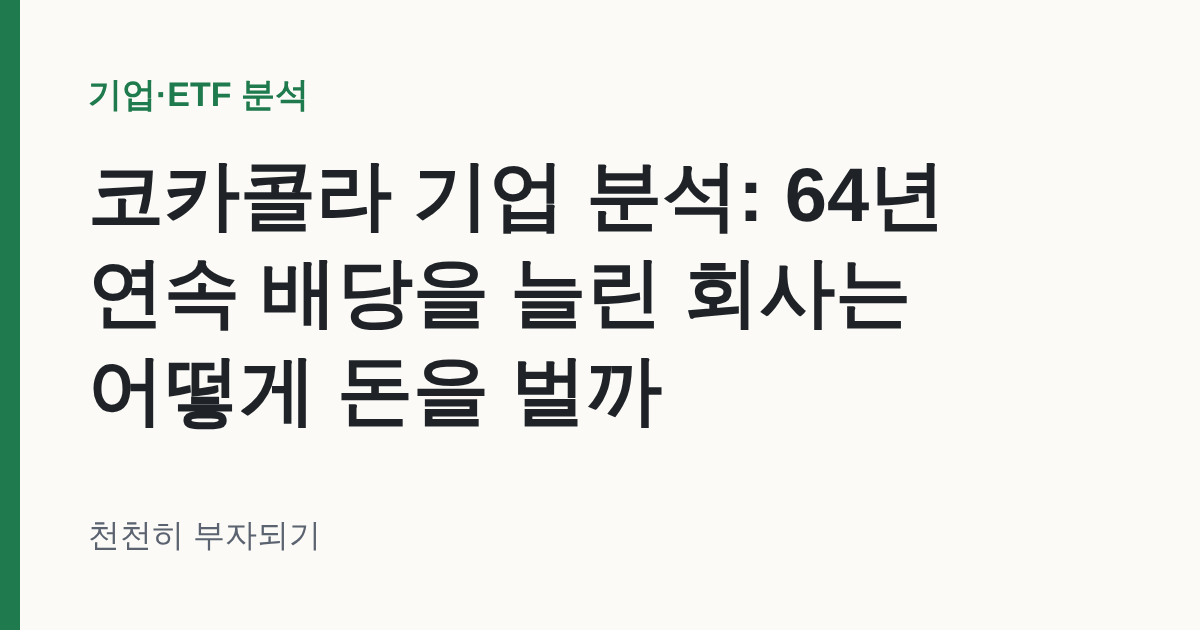 기업·ETF 분석
코카콜라 기업 분석: 64년
연속 배당을 늘린 회사는
어떻게 돈을 벌까
천천히 부자되기